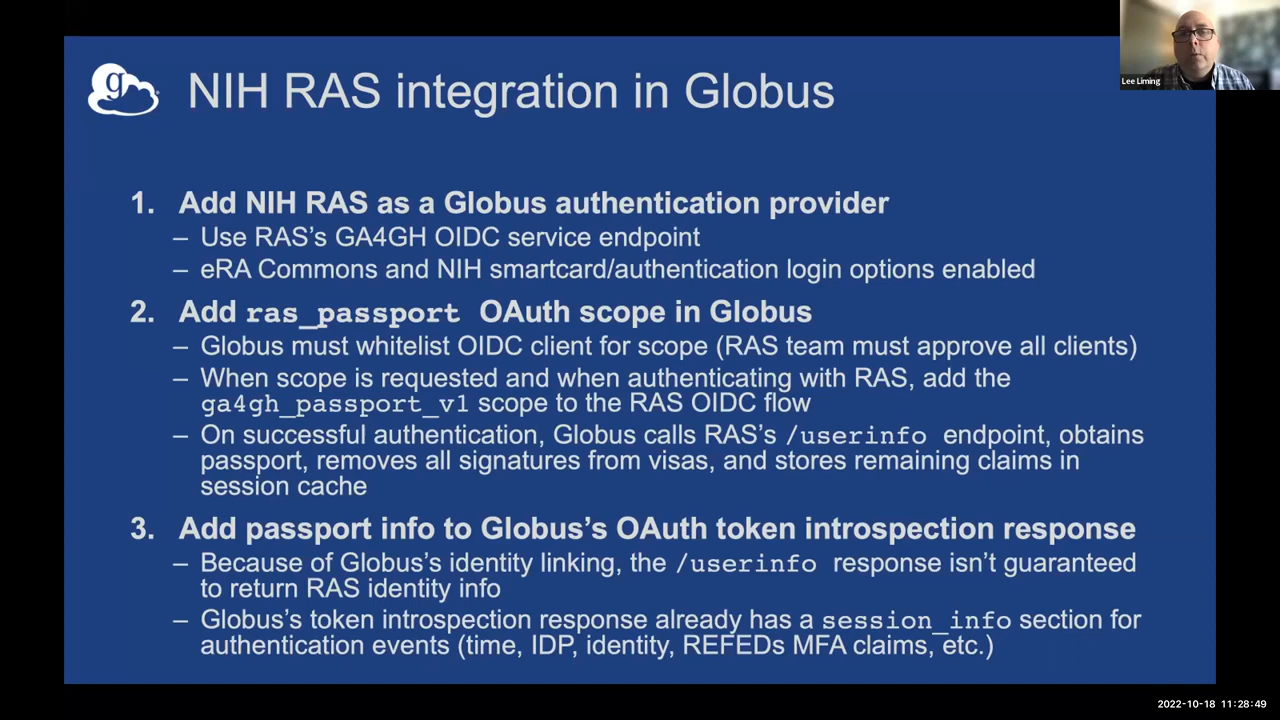 Lee Liming
g
NIH RAS integration in Globus
1. Add NIH RAS as a Globus authentication provider
– Use RAS’s GA4GH OIDC service endpoint
– eRA Commons and NIH smartcard/authentication login options enabled
2. Add ras_passport OAuth scope in Globus
– Globus must whitelist OIDC client for scope (RAS team must approve all clients)
– When scope is requested and when authenticating with RAS, add the
ga4gh_passport_v1 scope to the RAS OIDC flow
– On successful authentication, Globus calls RAS’s /userinfo endpoint, obtains
passport, removes all signatures from visas, and stores remaining claims in
session cache
3. Add passport info to Globus’s OAuth token introspection response
– Because of Globus’s identity linking, the /userinfo response isn’t guaranteed
to return RAS identity info
– Globus’s token introspection response already has a session_info section for
authentication events (time, IDP, identity, REFEDs MFA claims, etc.)
2022-10-18 11:28:49